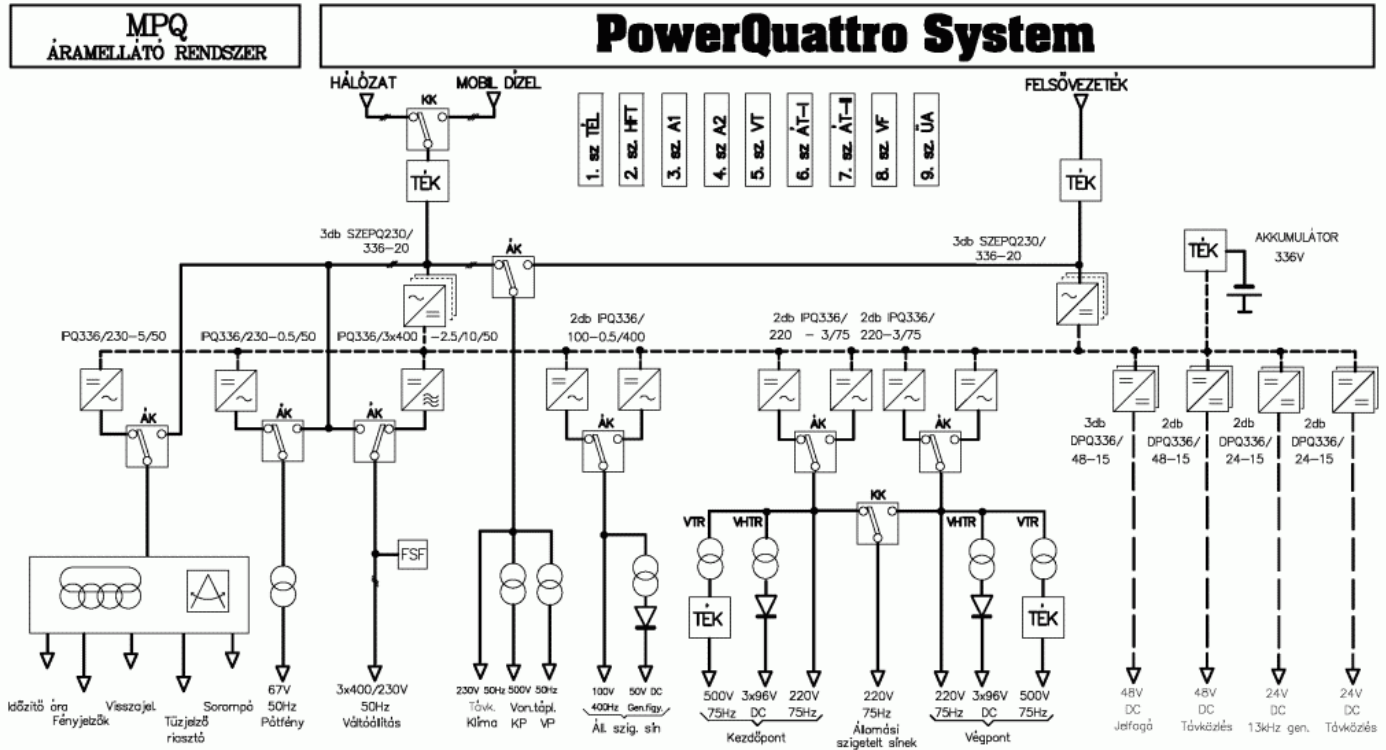 MPQ
ÁRAMELLÁTÓ RENDSZER
PowerQuattro System
HÁLÓZAT
KK
MOBIL DÍZEL
FELSŐVEZETÉK
1. sz TÉL
2. sz. HFT
3. sz. A1
4. sz. A2
5. sz. VT
6. sz ÁT-I
7. sz. ÁT-II
8. sz. VF
9. sz. ÜA
TÉK
TÉK
3db SZEPQ230/
336-20
ÁK
3db SZEPQ230/
336-20
TÉK
AKKUMULÁTOR
336V
IPQ336/230-5/50
IPQ336/230-0.5/50
IPQ336/3x400 -2.5/10/50
2db IPQ336/
100-0.5/400
2db IPQ336/
220 - 3/75
2db IPQ336/
220-3/75
ÁK
ÁK
ÁK
ÁK
ÁK
ÁK
3db
DPQ336/
48-15
2db
DPQ336/
48-15
2db
DPQ336/
24-15
2db
DPQ336/
24-15
KK
VTR
VHTR
VHTR
VTR
FSF
TÉK
TÉK
Időzítő óra
Fényjelzők
Visszajel.
Tűzjelző
riasztó
Sorompó
67V
50Hz
Pótfény
3x400/230V
50Hz
Váltóállítás
230V 50Hz
Távk.
Klíma
500V 50Hz
Von.tápl.
KP VP
100V
400Hz
50V DC
Gen.figy.
Áll. szig. sín
500V
75Hz
3x96V
DC
220V
75Hz
Kezdőpont
220V
75Hz
Állomási
szigetelt sínek
220V
75Hz
3x96V
DC
500V
75Hz
Végpont
48V
DC
Jelfogó
48V
DC
Távközlés
24V
DC
13kHz gen.
24V
DC
Távközlés